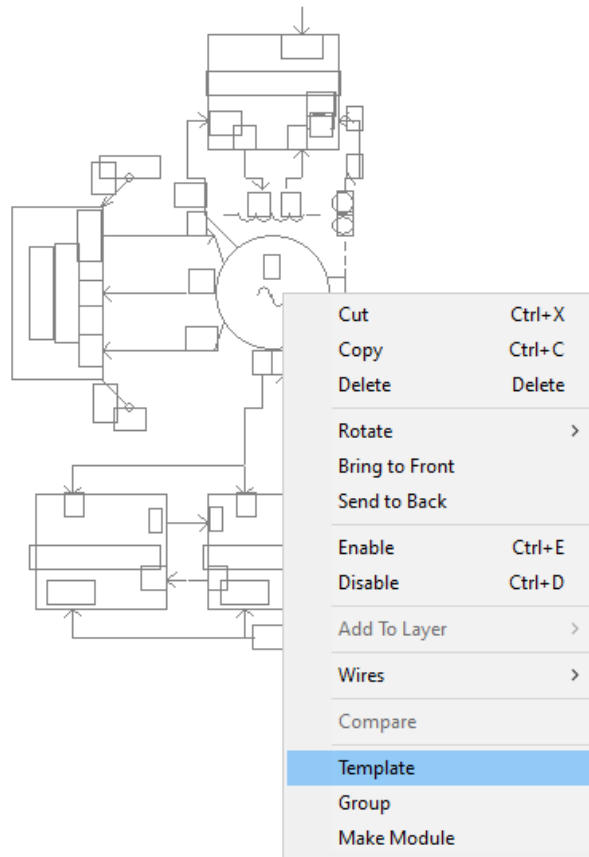 Cut Ctrl+X
Copy Ctrl+C
Delete Delete
Rotate
Bring to Front
Send to Back
Enable Ctrl+E
Disable Ctrl+D
Add To Layer
Wires
Compare
Template
Group
Make Module